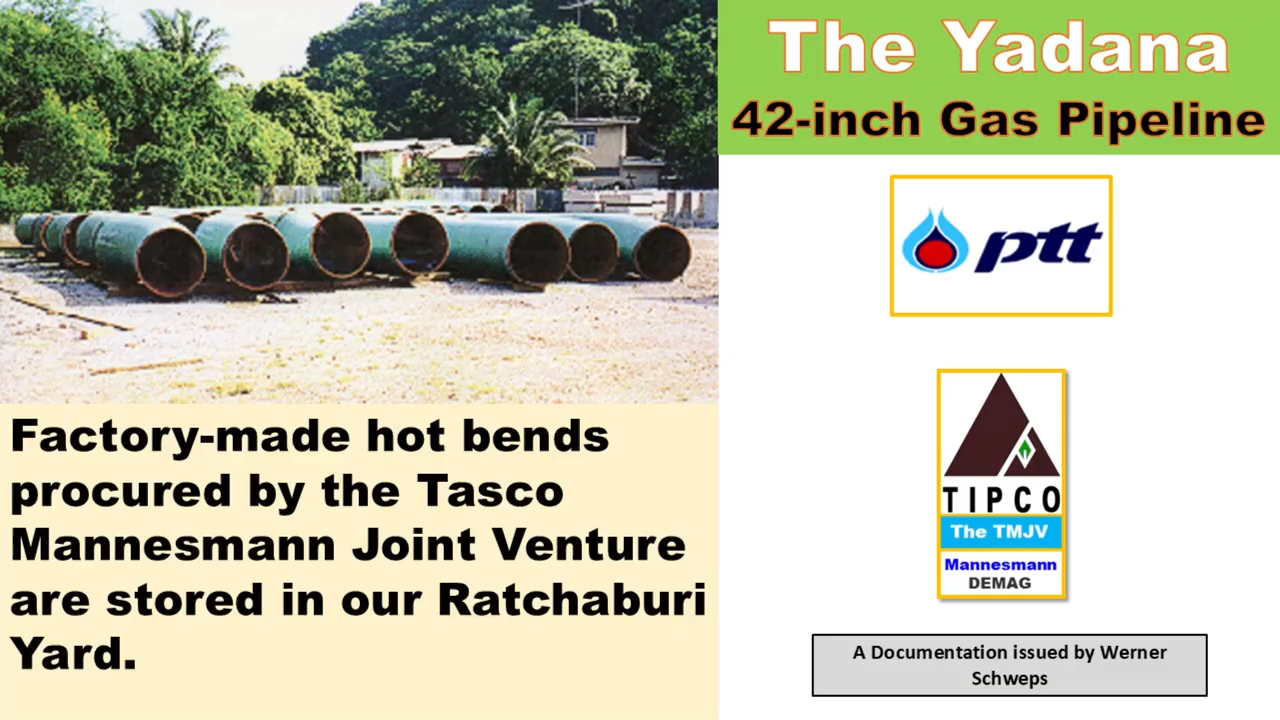 The Yadana
42-inch Gas Pipeline
ptt
TIPCO
The TMJV
Mannesmann
DEMAG
A Documentation issued by Werner
Schweps
Factory-made hot bends
procured by the Tasco
Mannesmann Joint Venture
are stored in our Ratchaburi
Yard.